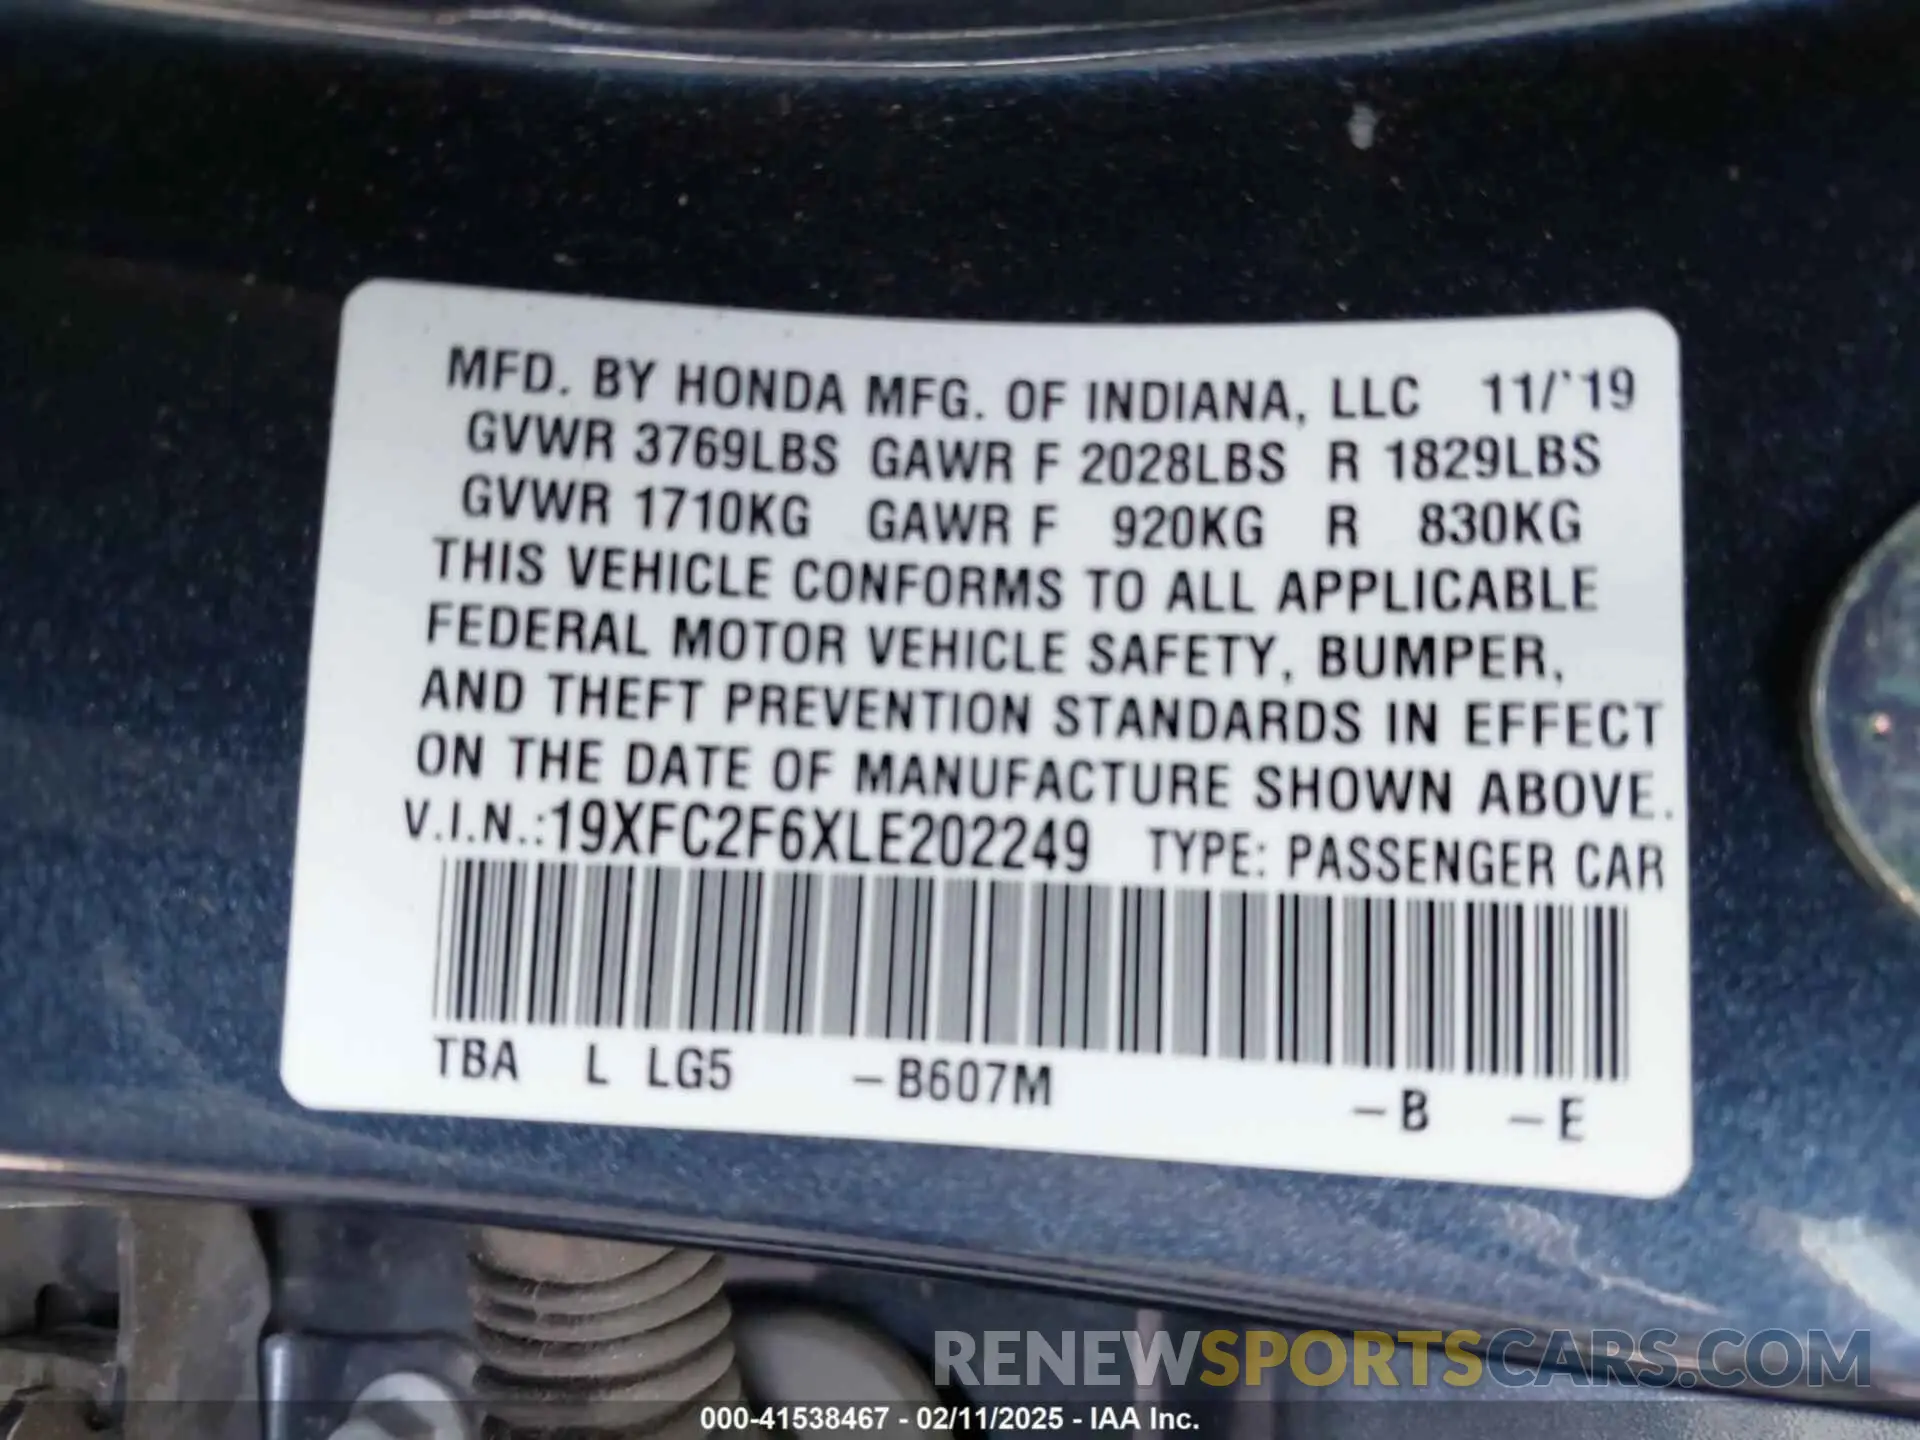 MFD. BY HONDA MFG. OF INDIANA, LLC 11/'19
GVWR 3769LBS GAWR F 2028LBS R 1829LBS
GVWR 1710KG GAWR F 920KG R 830KG
THIS VEHICLE CONFORMS TO ALL APPLICABLE
FEDERAL MOTOR VEHICLE SAFETY, BUMPER,
AND THEFT PREVENTION STANDARDS IN EFFECT
ON THE DATE OF MANUFACTURE SHOWN ABOVE.
V.I.N.:19XFC2F6XLE202249 TYPE: PASSENGER CAR
TBA L LG5 –B607M –B –E
RENEWSPORTSCARS.COM
000-41538467 - 02/11/2025 - IAA Inc.